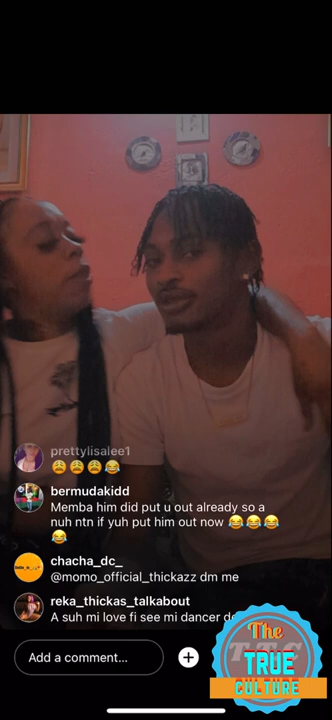 prettylisalee1
😩😩😩😂
bermudakidd
Memba him did put u out already so a
nuh ntn if yuh put him out now 😂😂😂
😂
chacha_dc_
@momo_official_thickazz dm me
reka_thickas_talkabout
A suh mi love fi see mi dancer
Add a comment...
The
TRUE
CULTURE